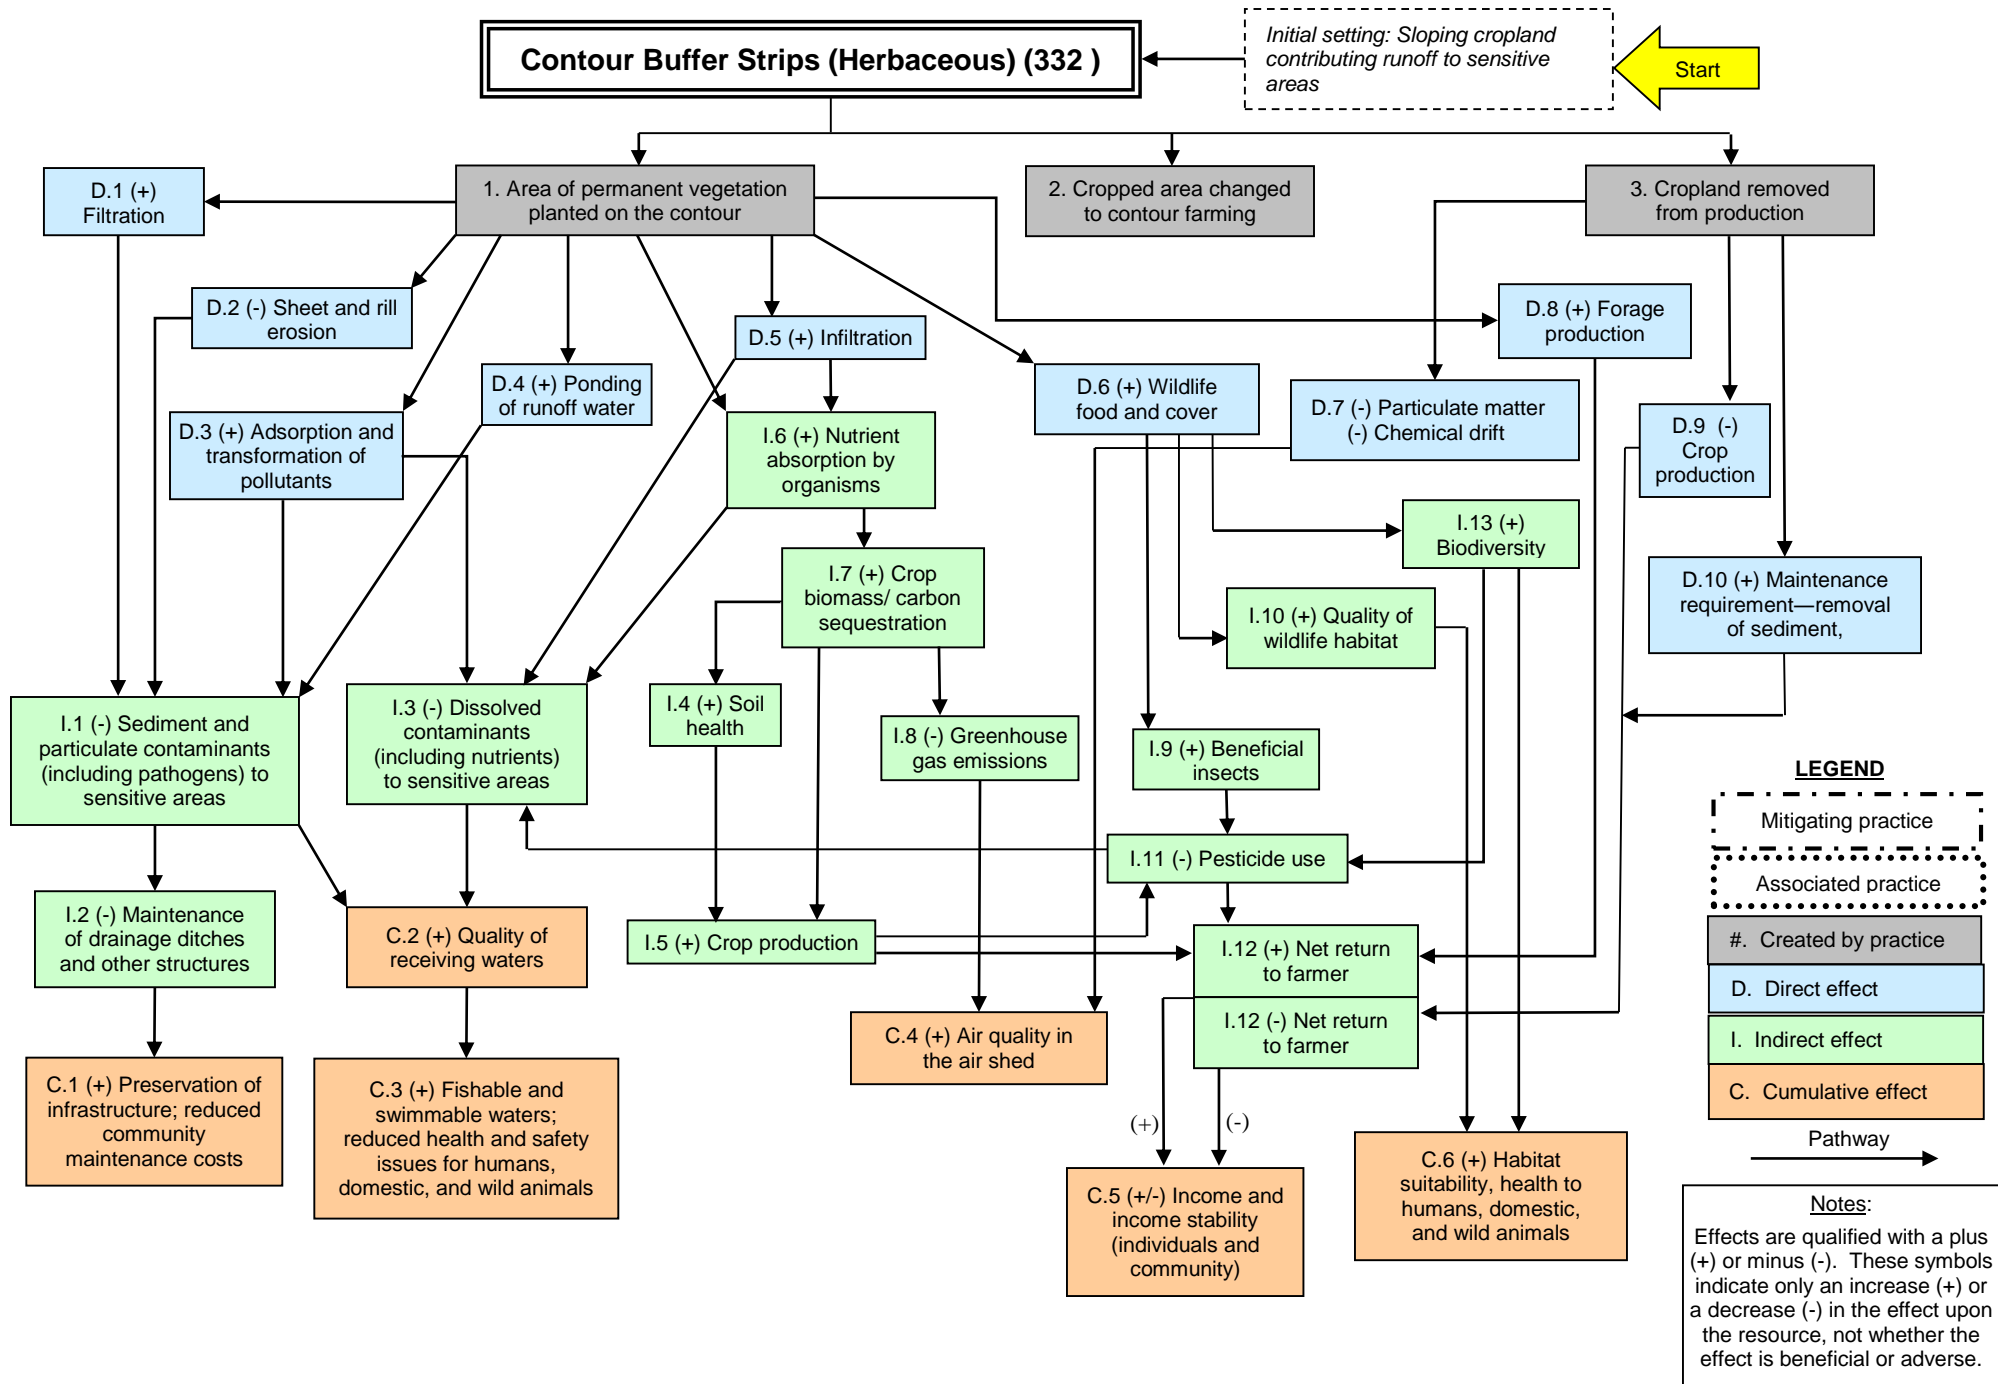 Contour Buffer Strips (Herbaceous) (332 )
Initial setting: Sloping cropland
contributing runoff to sensitive
areas
Start
D.1 (+)
Filtration
1. Area of permanent vegetation
planted on the contour
2. Cropped area changed
to contour farming
3. Cropland removed
from production
D.2 (-) Sheet and rill
erosion
D.5 (+) Infiltration
D.8 (+) Forage
production
D.4 (+) Ponding
of runoff water
D.6 (+) Wildlife
food and cover
D.7 (-) Particulate matter
(-) Chemical drift
D.9  (-)
Crop
production
D.3 (+) Adsorption and
transformation of
pollutants
I.6 (+) Nutrient
absorption by
organisms
I.13 (+)
Biodiversity
I.7 (+) Crop
biomass/ carbon
sequestration
D.10 (+) Maintenance
requirement—removal
of sediment,
I.10 (+) Quality of
wildlife habitat
I.1 (-) Sediment and
particulate contaminants
(including pathogens) to
sensitive areas
I.3 (-) Dissolved
contaminants
(including nutrients)
to sensitive areas
I.4 (+) Soil
health
I.8 (-) Greenhouse
gas emissions
I.9 (+) Beneficial
insects
I.11 (-) Pesticide use
I.2 (-) Maintenance
of drainage ditches
and other structures
C.2 (+) Quality of
receiving waters
I.5 (+) Crop production
I.12 (+) Net return
to farmer
I.12 (-) Net return
to farmer
C.4 (+) Air quality in
the air shed
C.1 (+) Preservation of
infrastructure; reduced
community
maintenance costs
C.3 (+) Fishable and
swimmable waters;
reduced health and safety
issues for humans,
domestic, and wild animals
(+)
(-)
C.5 (+/-) Income and
income stability
(individuals and
community)
C.6 (+) Habitat
suitability, health to
humans, domestic,
and wild animals
LEGEND
Mitigating practice
Associated practice
#.  Created by practice
D.  Direct effect
I.  Indirect effect
C.  Cumulative effect
Pathway
Notes:
Effects are qualified with a plus
(+) or minus (-).  These symbols
indicate only an increase (+) or
a decrease (-) in the effect upon
the resource, not whether the
effect is beneficial or adverse.